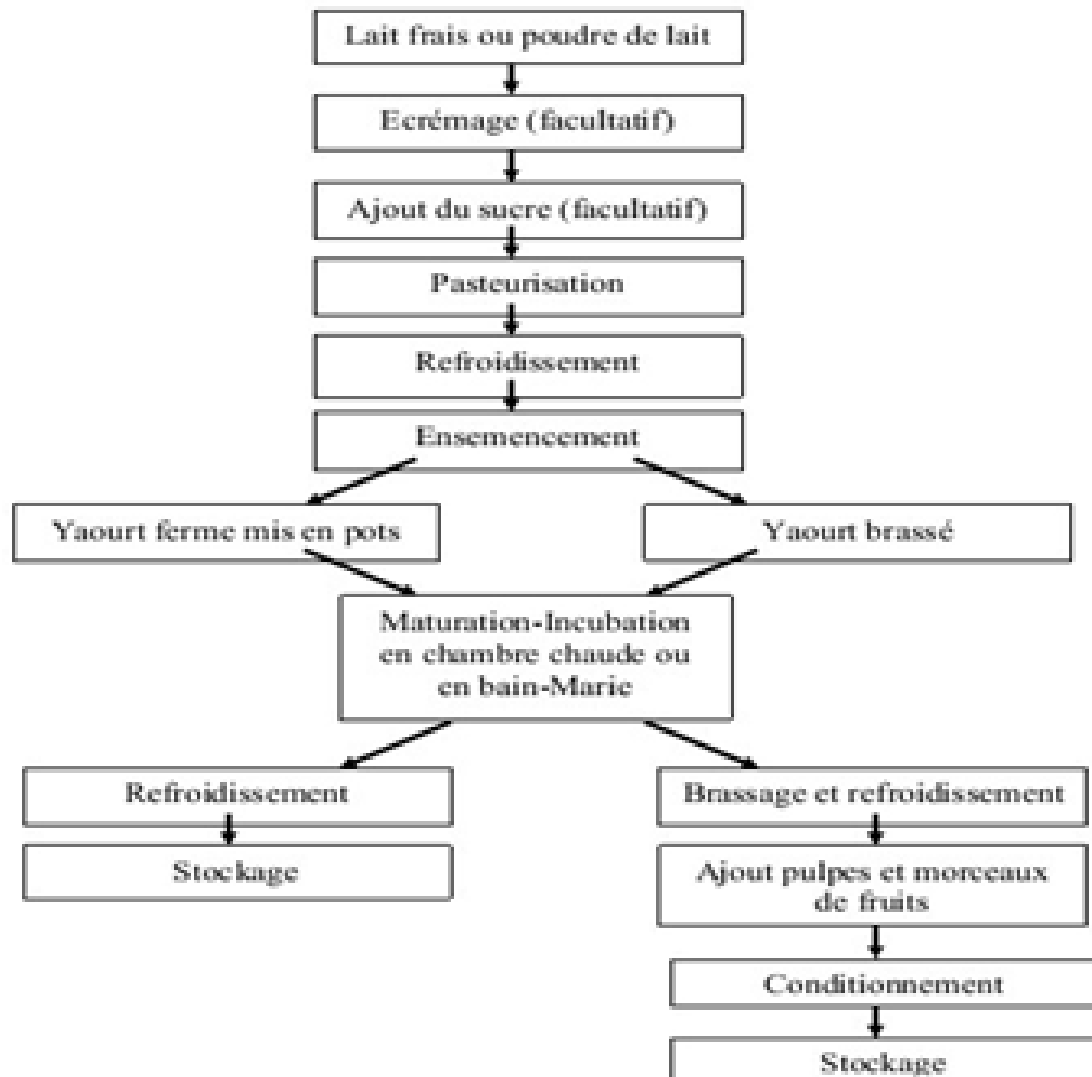 Lait frais ou poudre de lait
Ecrémage (facultatif)
Ajout du sucre (facultatif)
Pasteurisation
Refroidissement
Ensemencement
Yaourt ferme mis en pots
Yaourt brassé
Maturation-Incubation
en chambre chaude ou
en bain-Marie
Refroidissement
Brassage et refroidissement
Stockage
Ajout pulpes et morceaux
de fruits
Conditionnement
Stockage